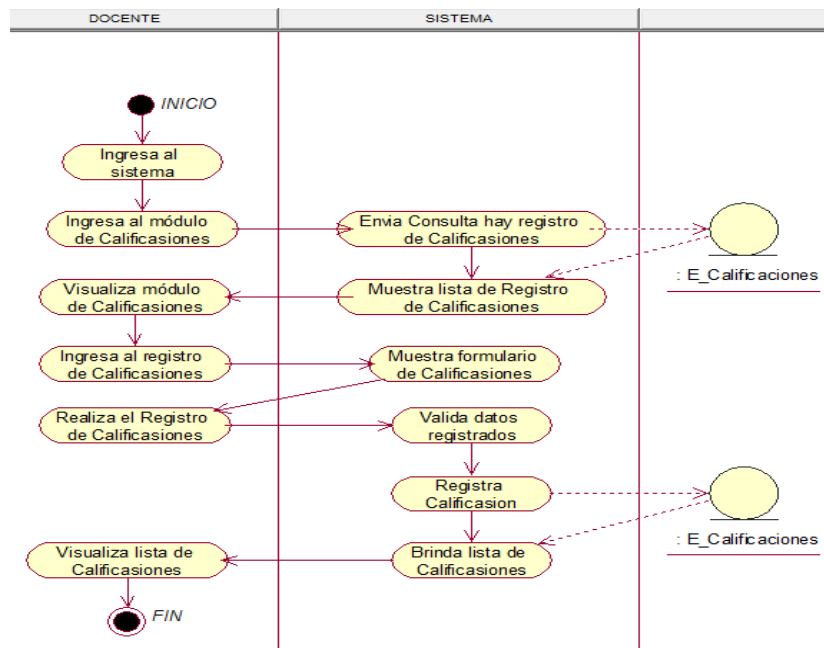 DOCENTE
SISTEMA
INICIO
Ingresa al
sistema
Ingresa al módulo
de Calificasiones
Envia Consulta hay registro
de Calificasiones
: E_Calificaciones
Visualiza módulo
de Calificasiones
Muestra lista de Registro
de Calificasiones
Ingresa al registro
de Calificasiones
Muestra formulario
de Calificasiones
Realiza el Registro
de Calificasiones
Valida datos
registrados
Registra
Calificasion
: E_Calificaciones
Visualiza lista de
Calificasiones
Brinda lista de
Calificasiones
FIN